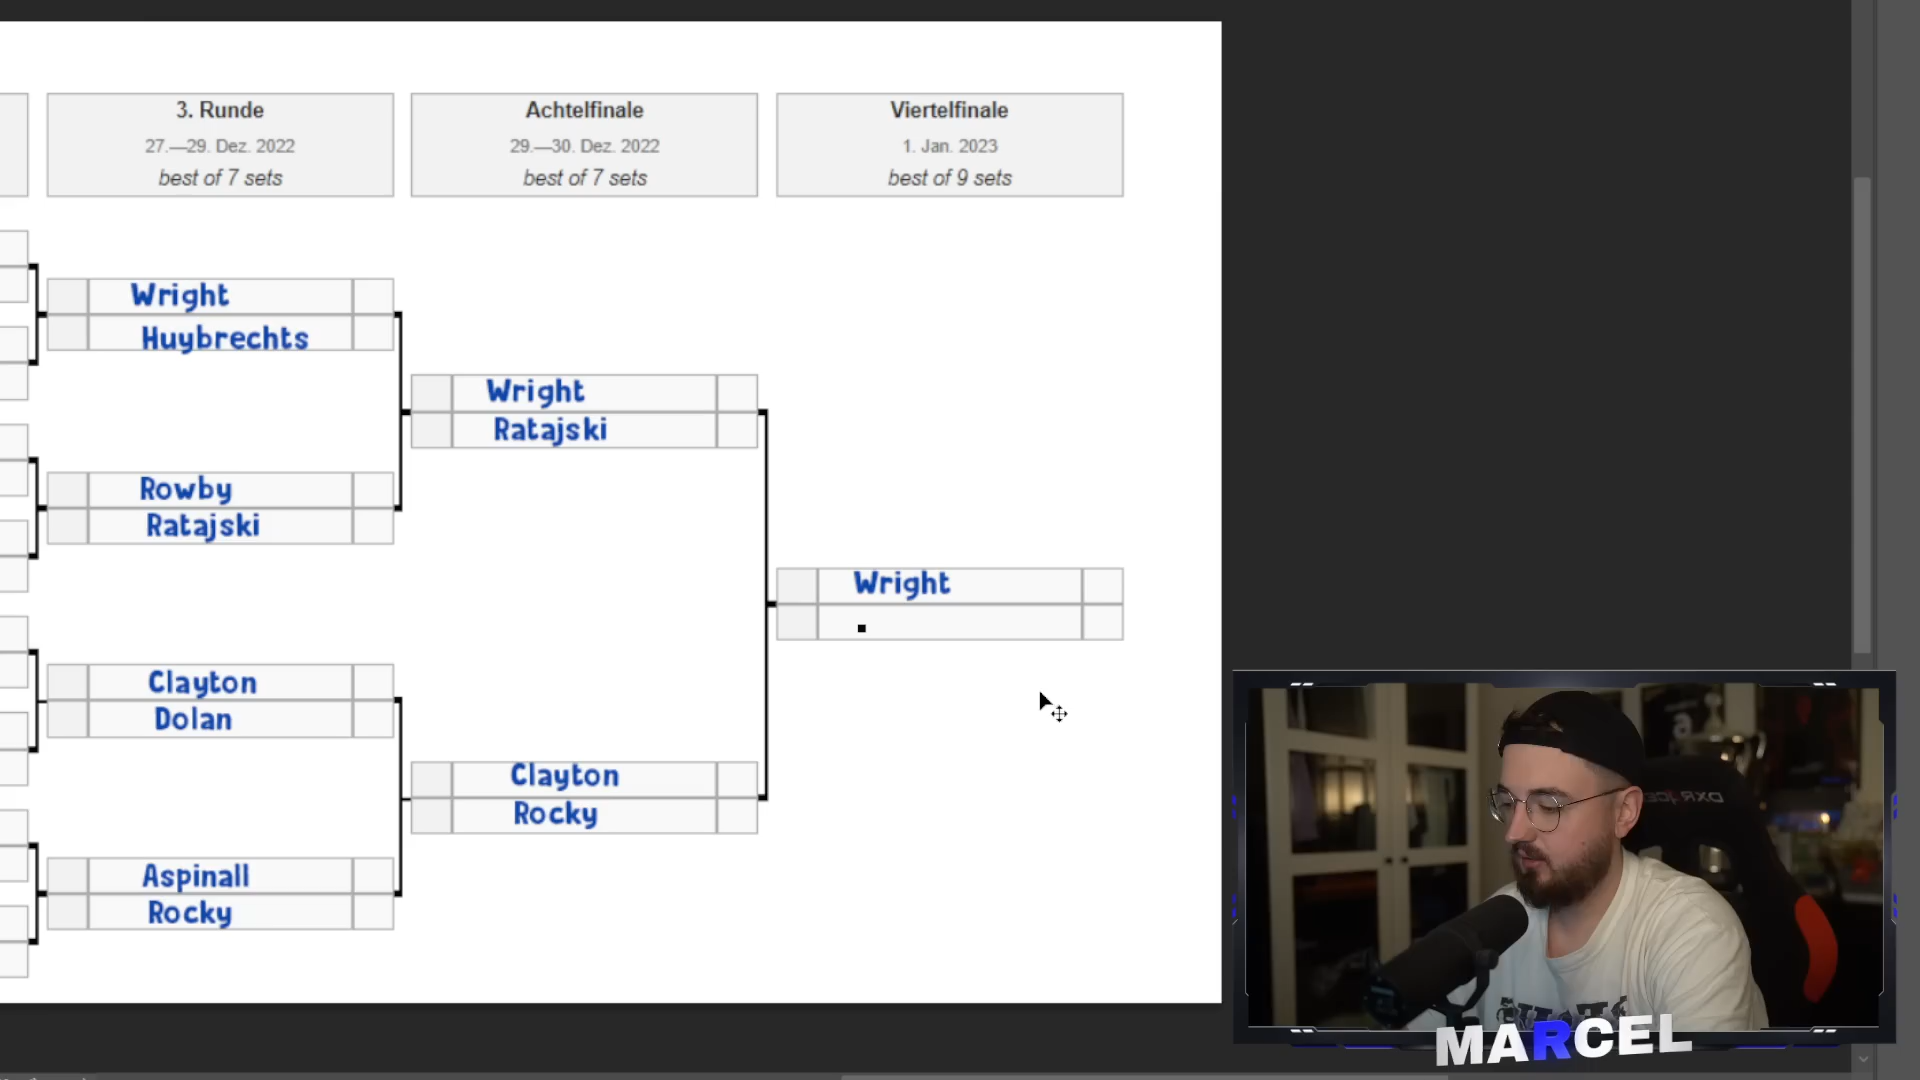 3. Runde
27.—29. Dez. 2022
best of 7 sets
Achtelfinale
29.—30. Dez. 2022
best of 7 sets
Viertelfinale
1. Jan. 2023
best of 9 sets
Wright
Huybrechts
Wright
Ratajski
Rowby
Ratajski
Wright
Clayton
Dolan
Clayton
Rocky
Aspinall
Rocky
MARCEL